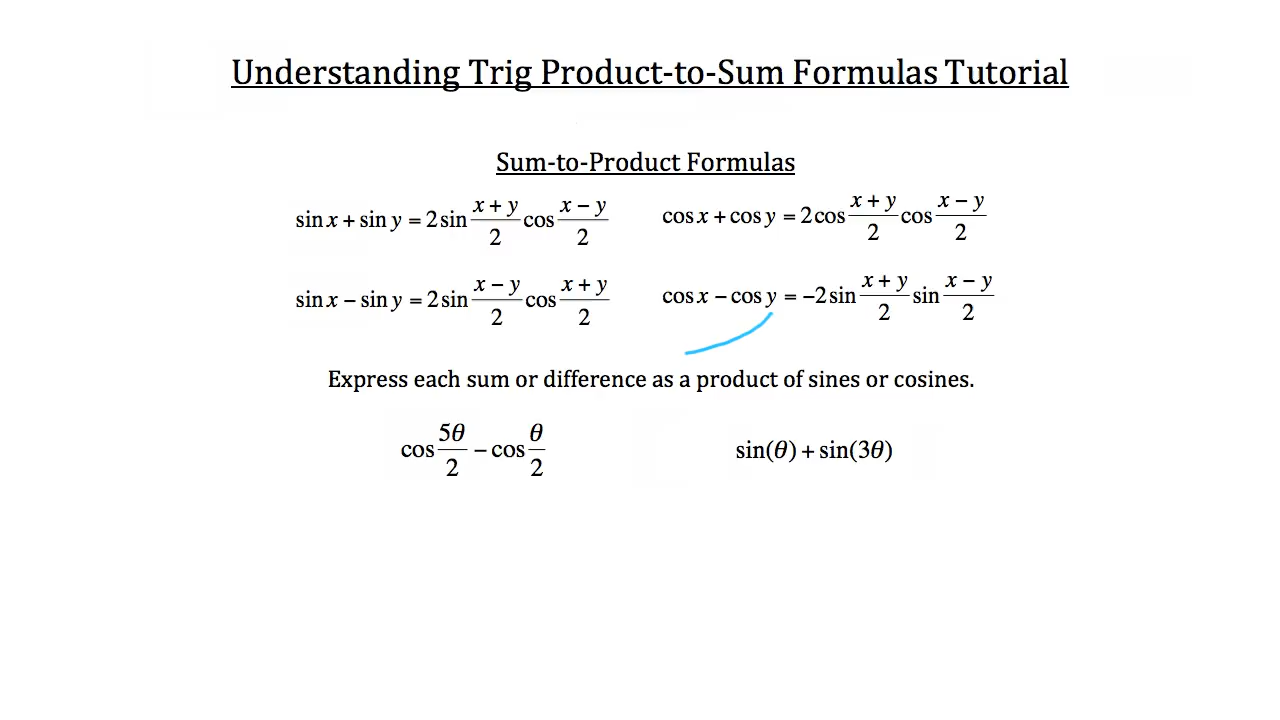 Understanding Trig Product-to-Sum Formulas Tutorial
Sum-to-Product Formulas
sin x + sin y = 2 sin (x + y)/2 cos (x − y)/2
cos x + cos y = 2 cos (x + y)/2 cos (x − y)/2
sin x − sin y = 2 sin (x − y)/2 cos (x + y)/2
cos x − cos y = −2 sin (x + y)/2 sin (x − y)/2
Express each sum or difference as a product of sines or cosines.
cos 5θ/2 − cos θ/2
sin(θ) + sin(3θ)